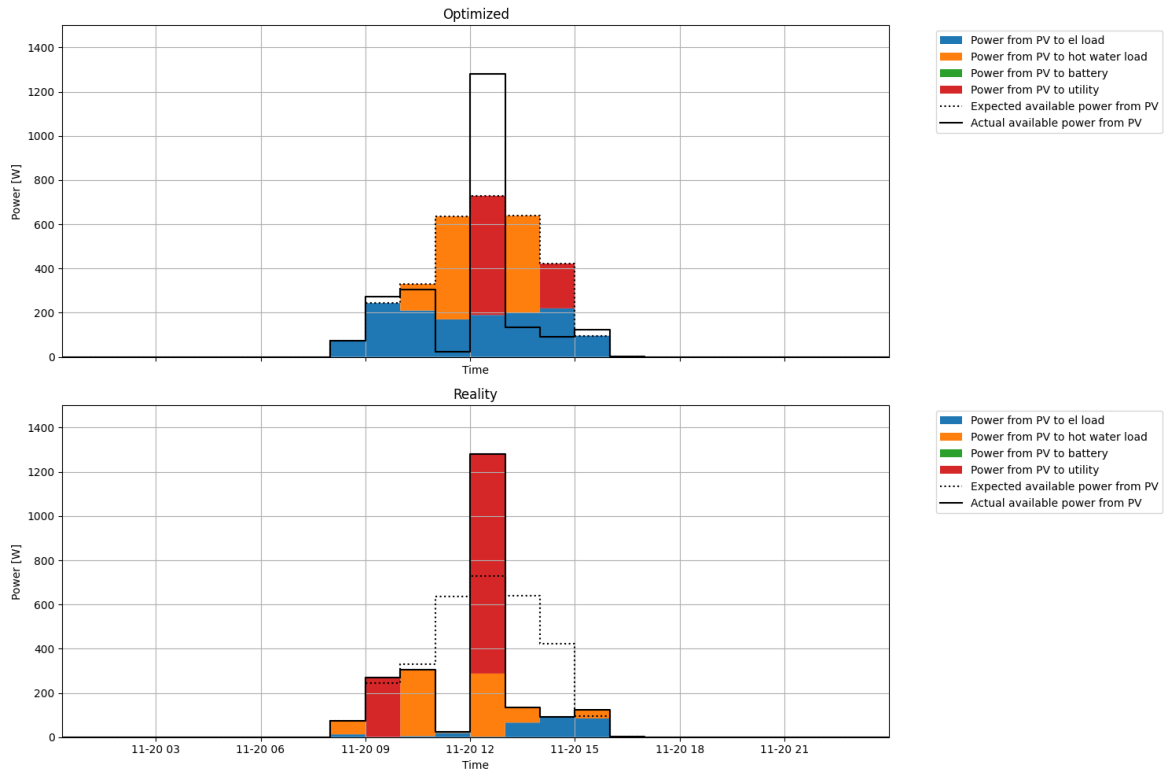 Optimized
1400
1200
1000
800
600
400
200
0
Power [W]
Time
Power from PV to el load
Power from PV to hot water load
Power from PV to battery
Power from PV to utility
Expected available power from PV
Actual available power from PV
Reality
1400
1200
1000
800
600
400
200
0
Power [W]
11-20 03 11-20 06 11-20 09 11-20 12 11-20 15 11-20 18 11-20 21
Time
Power from PV to el load
Power from PV to hot water load
Power from PV to battery
Power from PV to utility
Expected available power from PV
Actual available power from PV